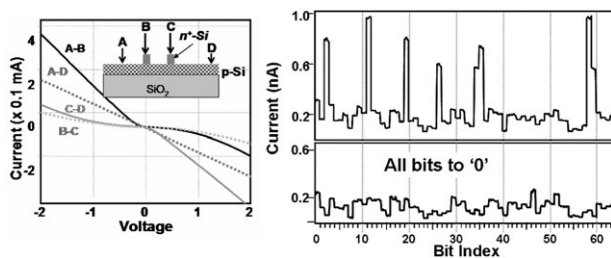 Current (x 0.1 mA)
4
2
0
-2
-2
-1
0
1
2
Voltage
A-B
A-D
C-D
B-C
A
B
C
n⁺-Si
D
p-Si
SiO₂
Current (nA)
1.0
0.6
0.2
All bits to ‘0’
0.6
0.2
0
10
20
30
40
50
60
Bit Index